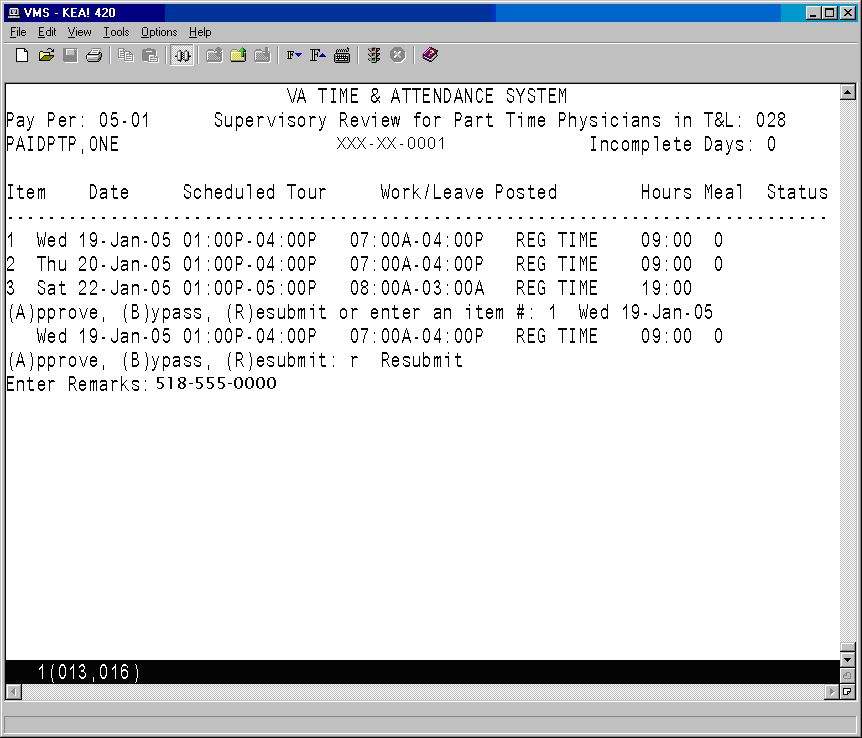 VMS - KEA! 420
File Edit View Tools Options Help
VA TIME & ATTENDANCE SYSTEM
Pay Per: 05-01 Supervisory Review for Part Time Physicians in T&L: 028
PAIDPTP,ONE XXX-XX-0001 Incomplete Days: 0
Item Date Scheduled Tour Work/Leave Posted Hours Meal Status
-------------------------------------------------------------------------------
1 Wed 19-Jan-05 01:00P-04:00P 07:00A-04:00P REG TIME 09:00 0
2 Thu 20-Jan-05 01:00P-04:00P 07:00A-04:00P REG TIME 09:00 0
3 Sat 22-Jan-05 01:00P-05:00P 08:00A-03:00A REG TIME 19:00
(A)pprove, (B)ypass, (R)esubmit or enter an item #: 1 Wed 19-Jan-05
Wed 19-Jan-05 01:00P-04:00P 07:00A-04:00P REG TIME 09:00 0
(A)pprove, (B)ypass, (R)esubmit: r Resubmit
Enter Remarks: 518-555-0000
1(013,016)